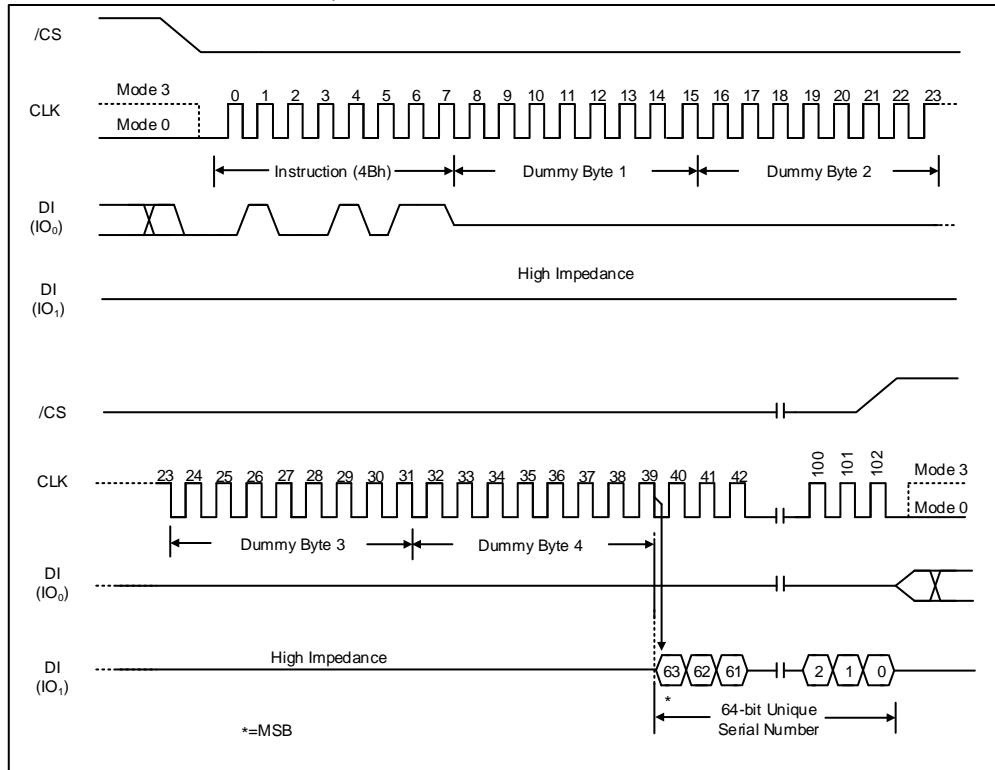 /CS
Mode 3
0 1 2 3 4 5 6 7 8 9 10 11 12 13 14 15 16 17 18 19 20 21 22 23
CLK
Mode 0
Instruction (4Bh)
Dummy Byte 1
Dummy Byte 2
DI
(IO₀)
High Impedance
DI
(IO₁)
/CS
23 24 25 26 27 28 29 30 31 32 33 34 35 36 37 38 39 40 41 42 100 101 102
CLK
Mode 3
Mode 0
Dummy Byte 3
Dummy Byte 4
DI
(IO₀)
High Impedance
DI
(IO₁)
63 62 61 2 1 0
*
64-bit Unique
Serial Number
*=MSB